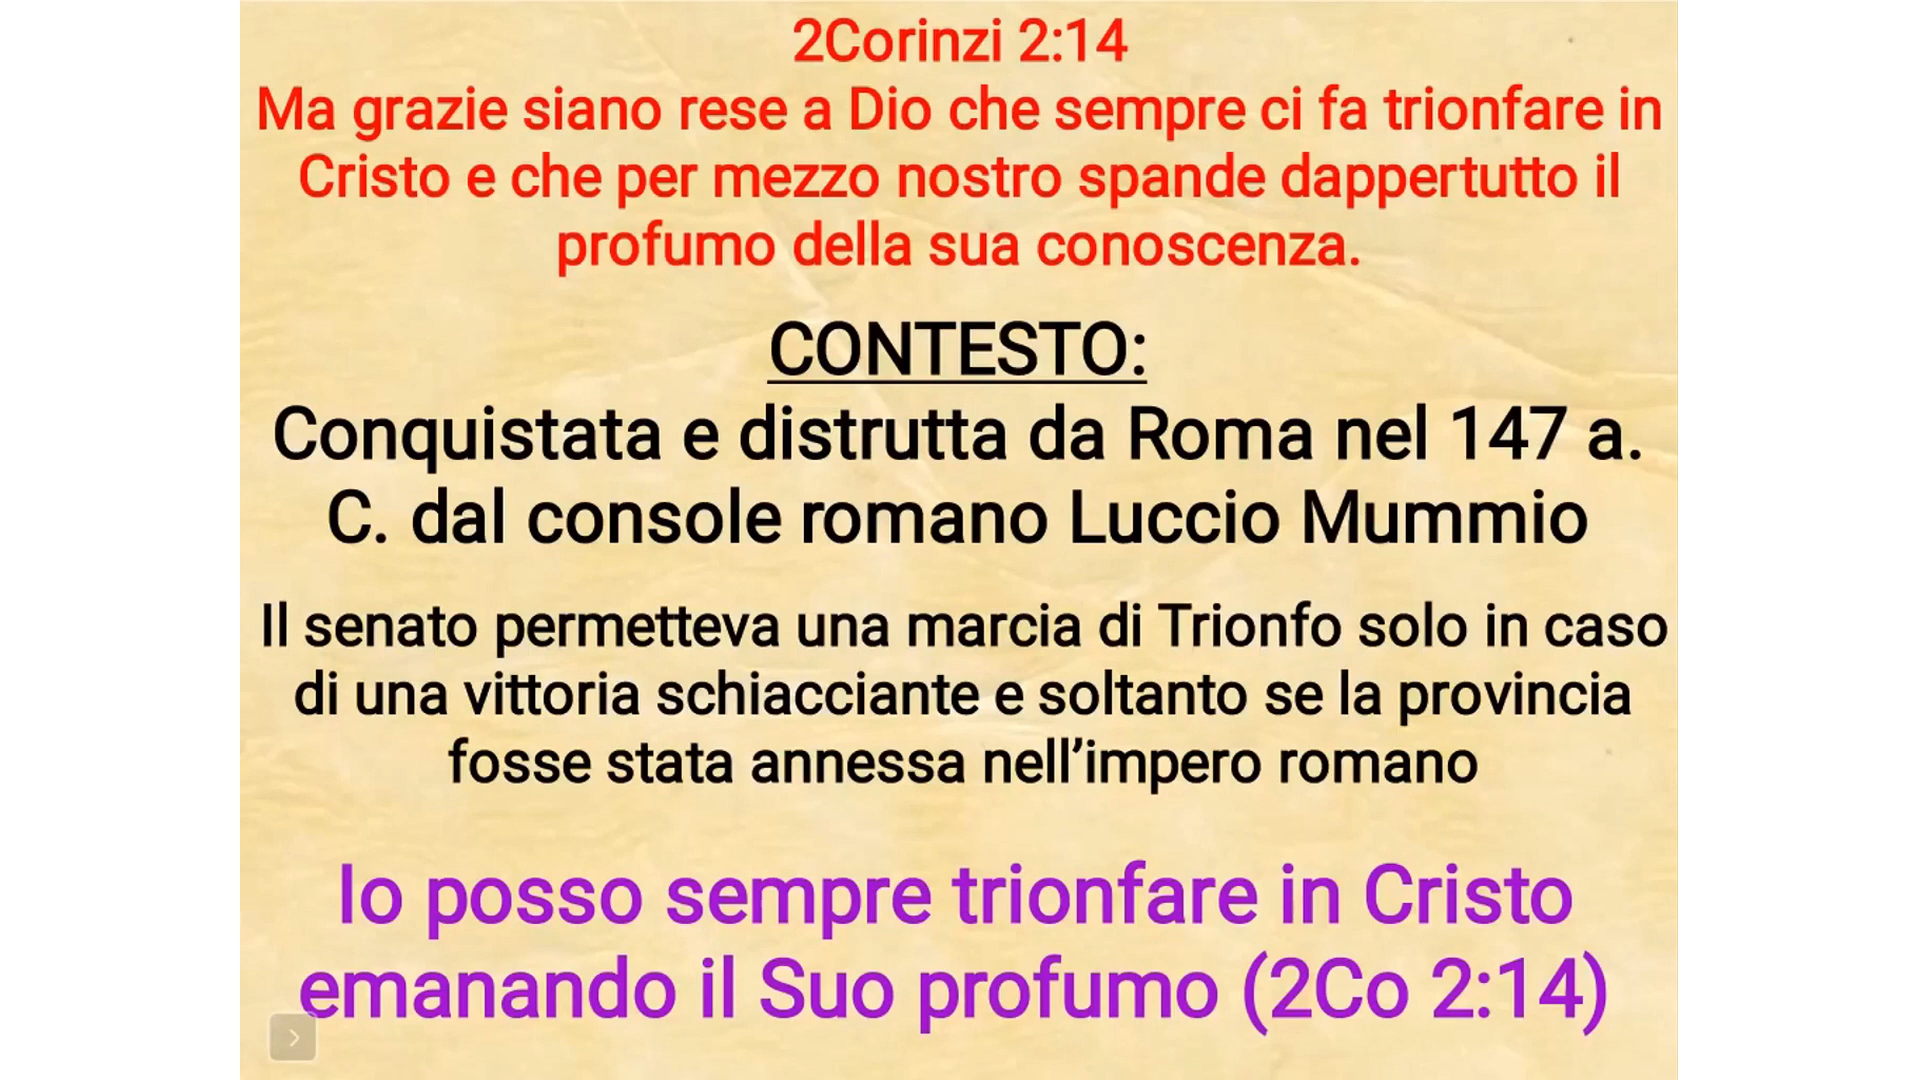 2Corinzi 2:14
Ma grazie siano rese a Dio che sempre ci fa trionfare in
Cristo e che per mezzo nostro spande dappertutto il
profumo della sua conoscenza.
CONTESTO:
Conquistata e distrutta da Roma nel 147 a.
C. dal console romano Luccio Mummio
Il senato permetteva una marcia di Trionfo solo in caso
di una vittoria schiacciante e soltanto se la provincia
fosse stata annessa nell’impero romano
Io posso sempre trionfare in Cristo
emanando il Suo profumo (2Co 2:14)